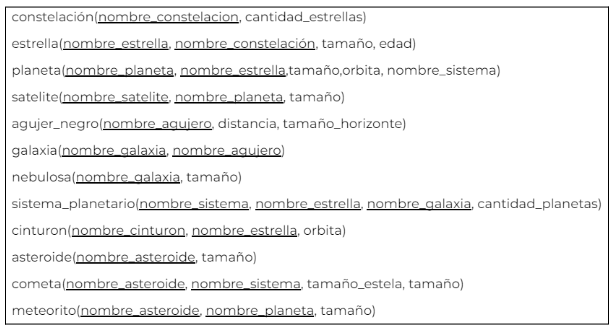 constelación(nombre_constelacion, cantidad_estrellas)
estrella(nombre_estrella, nombre_constelación, tamaño, edad)
planeta(nombre_planeta, nombre_estrella,tamaño,orbita, nombre_sistema)
satelite(nombre_satelite, nombre_planeta, tamaño)
agujer_negro(nombre_agujero, distancia, tamaño_horizonte)
galaxia(nombre_galaxia, nombre_agujero)
nebulosa(nombre_galaxia, tamaño)
sistema_planetario(nombre_sistema, nombre_estrella, nombre_galaxia, cantidad_planetas)
cinturon(nombre_cinturon, nombre_estrella, orbita)
asteroide(nombre_asteroide, tamaño)
cometa(nombre_asteroide, nombre_sistema, tamaño_estela, tamaño)
meteorito(nombre_asteroide, nombre_planeta, tamaño)